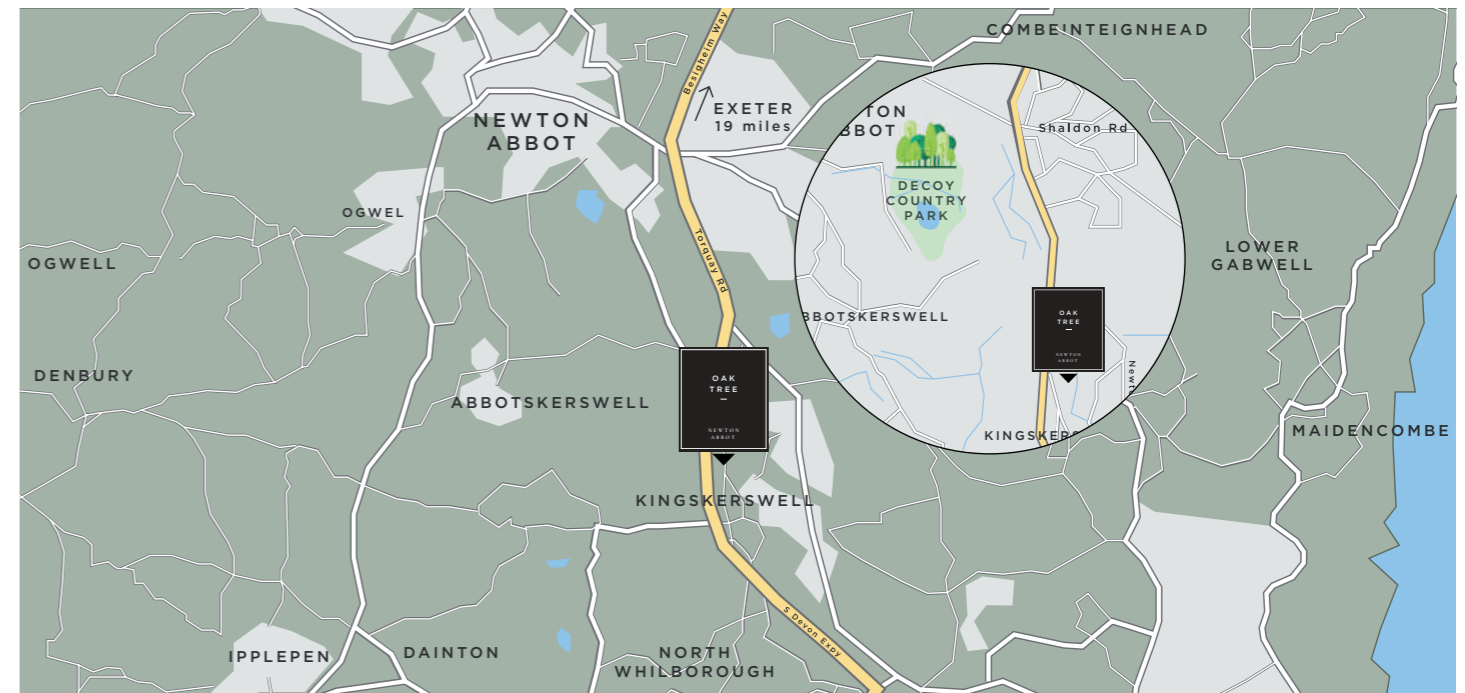 COMBEINTEIGNHEAD
Besigheim Way
EXETER
19 miles
NEWTON
ABBOT
TON
BBOT
Shaldon Rd
DECOY
COUNTRY
PARK
OGWEL
OGWELL
Torquay Rd
LOWER
GABWELL
BBOTSKERSWELL
OAK
TREE
NEWTON
ABBOT
Newt
KINGSKERS
DENBURY
ABBOTSKERSWELL
OAK
TREE
NEWTON
ABBOT
MAIDENCOMBE
KINGSKERSWELL
S Devon Expy
IPPLEPEN
DAINTON
NORTH
WHILBOROUGH